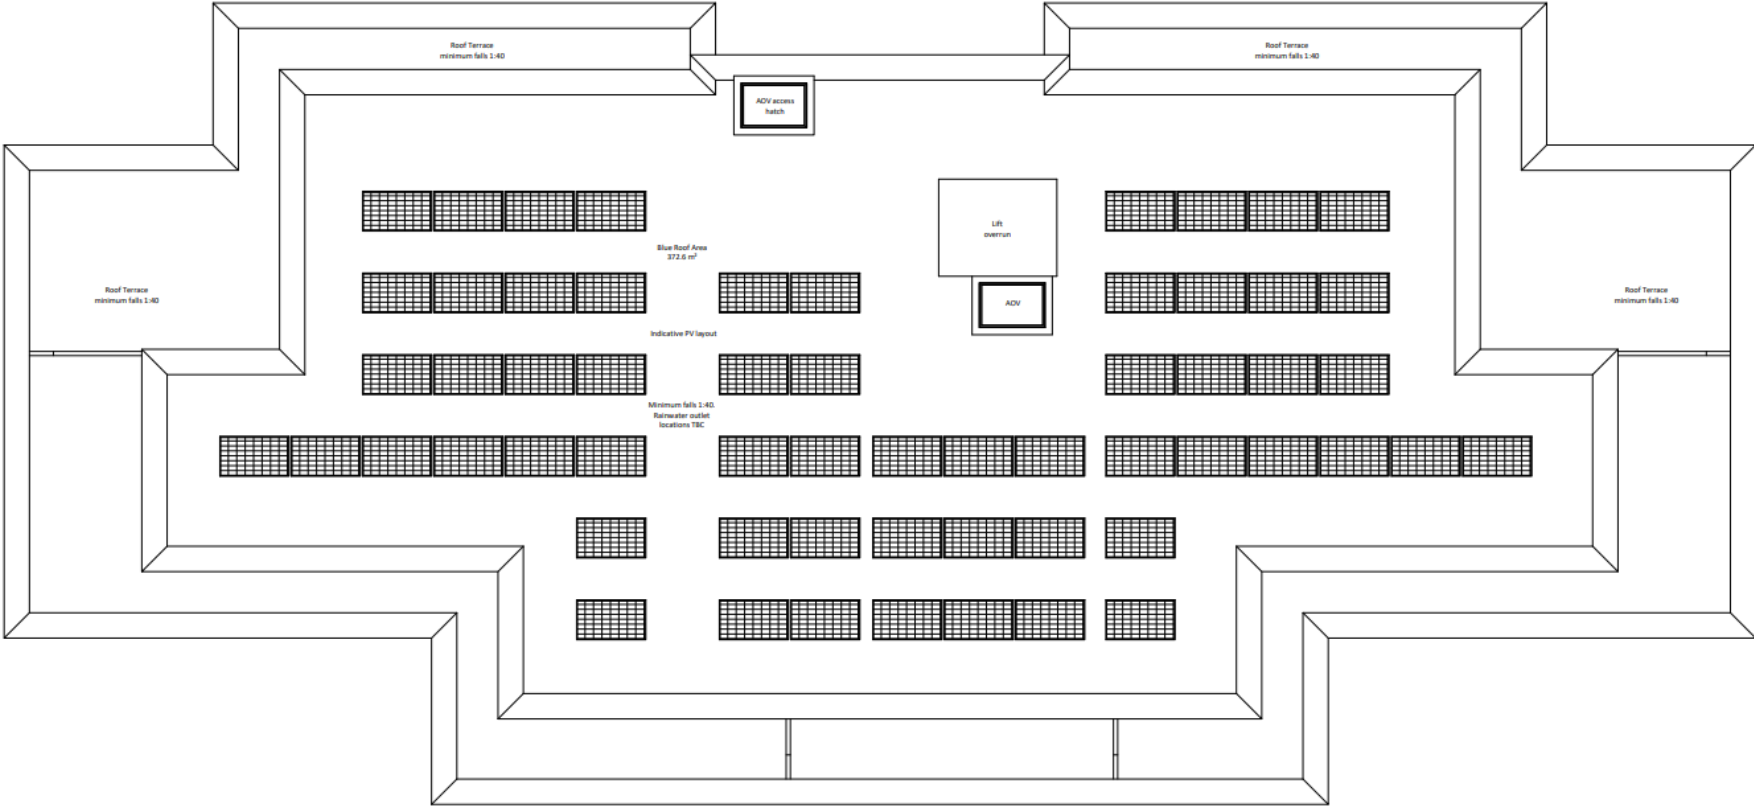 Roof Terrace
minimum falls 1:40
Roof Terrace
minimum falls 1:40
AOV access
hatch
Lift
overrun
Blue Roof Area
372.6 m²
Roof Terrace
minimum falls 1:40
Roof Terrace
minimum falls 1:40
AOV
Indicative PV layout
Minimum falls 1:40.
Rainwater outlet
locations TBC